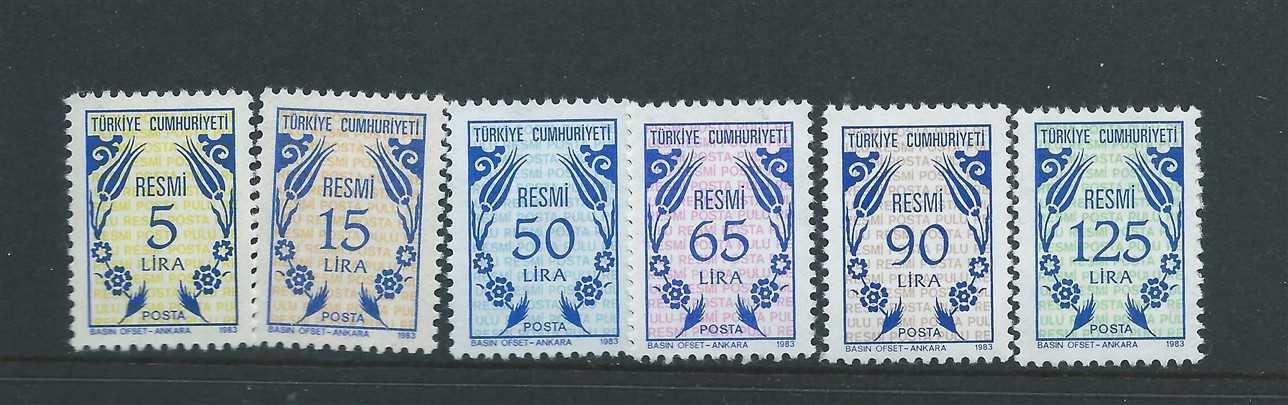 TÜRKİYE CUMHURİYETİ
RESMİ
5
LİRA
POSTA
BASIN OFSET-ANKARA 1983
TÜRKİYE CUMHURİYETİ
RESMİ
15
LİRA
POSTA
BASIN OFSET-ANKARA 1983
TÜRKİYE CUMHURİYETİ
RESMİ
50
LİRA
POSTA
BASIN OFSET-ANKARA 1983
TÜRKİYE CUMHURİYETİ
RESMİ
65
LİRA
POSTA
BASIN OFSET-ANKARA 1983
TÜRKİYE CUMHURİYETİ
RESMİ
90
LİRA
POSTA
BASIN OFSET-ANKARA 1983
TÜRKİYE CUMHURİYETİ
RESMİ
125
LİRA
POSTA
BASIN OFSET-ANKARA 1983